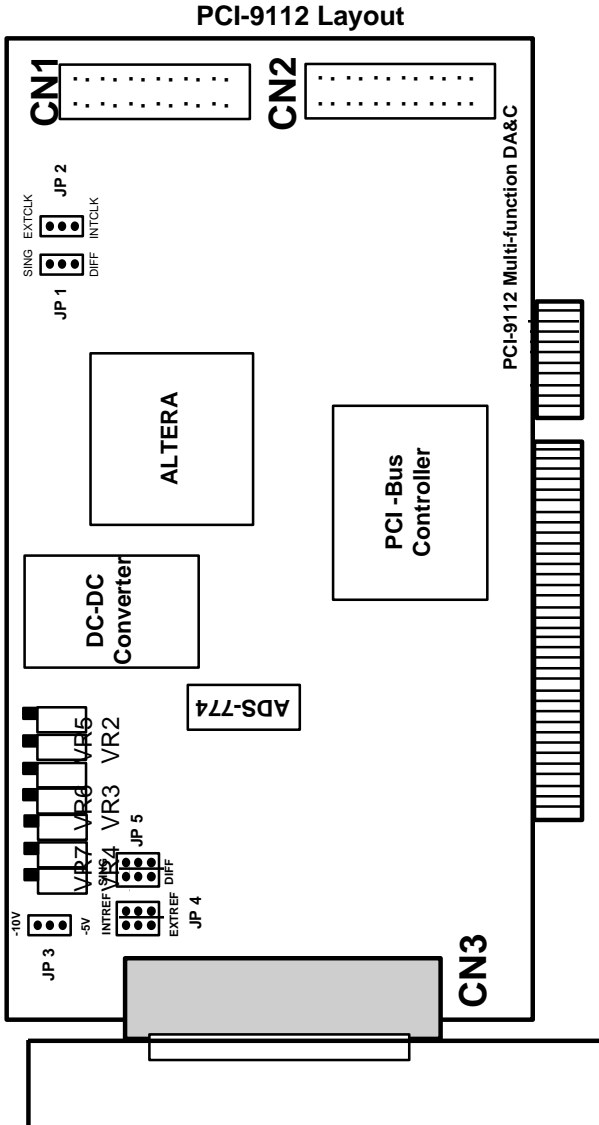 PCI-9112 Layout
CN1
CN2
JP 2
EXTCLK
INTCLK
SING
DIFF
JP 1
PCI-9112 Multi-function DA&C
ALTERA
PCI -Bus
Controller
DC-DC
Converter
ADS-774
VR5
VR2
VR6
VR3
VR7
VR4
JP 5
SING
DIFF
-10V
-5V
JP 3
INTREF
EXTREF
JP 4
CN3